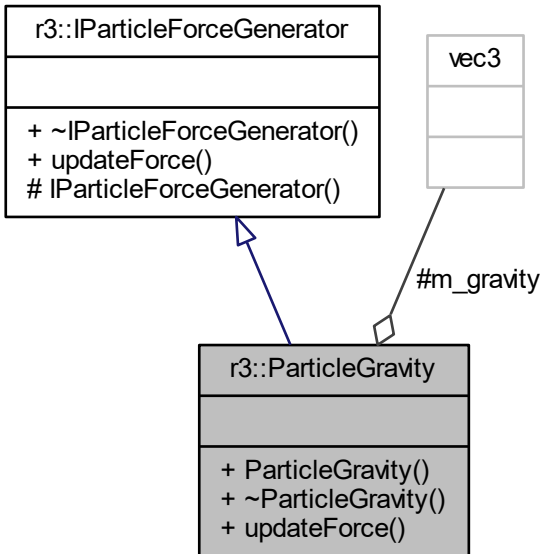 r3::IParticleForceGenerator
+ ~IParticleForceGenerator()
+ updateForce()
# IParticleForceGenerator()
vec3
#m_gravity
r3::ParticleGravity
+ ParticleGravity()
+ ~ParticleGravity()
+ updateForce()